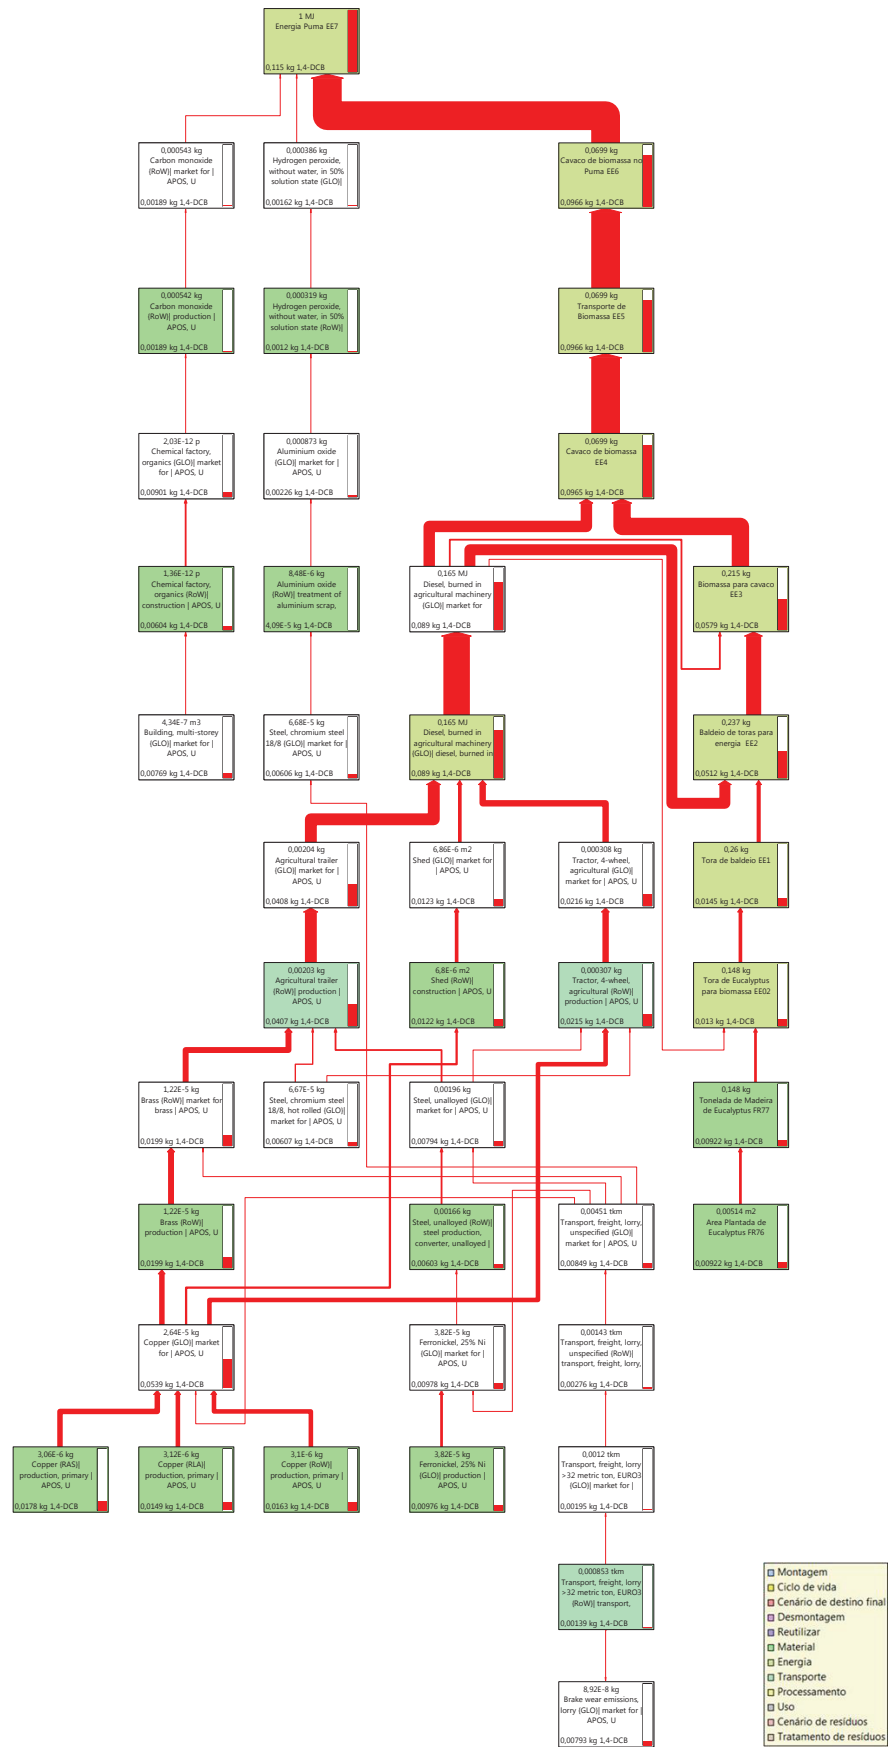 1 MJ
Energia Puma EE7
0,115 kg 1,4-DCB
0,000543 kg
Carbon monoxide
(RoW)| market for |
APOS, U
0,00189 kg 1,4-DCB
0,000386 kg
Hydrogen peroxide,
without water, in 50%
solution state (GLO)|
0,00162 kg 1,4-DCB
0,0699 kg
Cavaco de biomassa no
Puma EE6
0,0966 kg 1,4-DCB
0,000542 kg
Carbon monoxide
(RoW)| production |
APOS, U
0,00189 kg 1,4-DCB
0,000319 kg
Hydrogen peroxide,
without water, in 50%
solution state (RoW)|
0,0012 kg 1,4-DCB
0,0699 kg
Transporte de
Biomassa EE5
0,0966 kg 1,4-DCB
2,03E-12 p
Chemical factory,
organics (GLO)| market
for | APOS, U
0,00901 kg 1,4-DCB
0,000873 kg
Aluminium oxide
(GLO)| market for |
APOS, U
0,00226 kg 1,4-DCB
0,0699 kg
Cavaco de biomassa
EE4
0,0965 kg 1,4-DCB
1,36E-12 p
Chemical factory,
organics (RoW)|
construction | APOS, U
0,00604 kg 1,4-DCB
8,48E-6 kg
Aluminium oxide
(RoW)| treatment of
aluminium scrap,
4,09E-5 kg 1,4-DCB
0,165 MJ
Diesel, burned in
agricultural machinery
(GLO)| market for
0,089 kg 1,4-DCB
0,215 kg
Biomassa para cavaco
EE3
0,0579 kg 1,4-DCB
4,34E-7 m3
Building, multi-storey
(GLO)| market for |
APOS, U
0,00769 kg 1,4-DCB
6,68E-5 kg
Steel, chromium steel
18/8 (GLO)| market for
| APOS, U
0,00606 kg 1,4-DCB
0,165 MJ
Diesel, burned in
agricultural machinery
(GLO)| diesel, burned in
0,089 kg 1,4-DCB
0,237 kg
Baldeio de toras para
energia EE2
0,0512 kg 1,4-DCB
0,00204 kg
Agricultural trailer
(GLO)| market for |
APOS, U
0,0408 kg 1,4-DCB
6,86E-6 m2
Shed (GLO)| market for
| APOS, U
0,0123 kg 1,4-DCB
0,000308 kg
Tractor, 4-wheel,
agricultural (GLO)|
market for | APOS, U
0,0216 kg 1,4-DCB
0,26 kg
Tora de baldeio EE1
0,0145 kg 1,4-DCB
0,00203 kg
Agricultural trailer
(RoW)| production |
APOS, U
0,0407 kg 1,4-DCB
6,8E-6 m2
Shed (RoW)|
construction | APOS, U
0,0122 kg 1,4-DCB
0,000307 kg
Tractor, 4-wheel,
agricultural (RoW)|
production | APOS, U
0,0215 kg 1,4-DCB
0,148 kg
Tora de Eucalyptus
para biomassa EE02
0,013 kg 1,4-DCB
1,22E-5 kg
Brass (RoW)| market for
brass | APOS, U
0,0199 kg 1,4-DCB
6,67E-5 kg
Steel, chromium steel
18/8, hot rolled (GLO)|
market for | APOS, U
0,00607 kg 1,4-DCB
0,00196 kg
Steel, unalloyed (GLO)|
market for | APOS, U
0,00794 kg 1,4-DCB
0,148 kg
Tonelada de Madeira
de Eucalyptus FR77
0,00922 kg 1,4-DCB
1,22E-5 kg
Brass (RoW)|
production | APOS, U
0,0199 kg 1,4-DCB
0,00166 kg
Steel, unalloyed (RoW)|
steel production,
converter, unalloyed |
0,00603 kg 1,4-DCB
0,00451 tkm
Transport, freight, lorry,
unspecified (GLO)|
market for | APOS, U
0,00849 kg 1,4-DCB
0,00514 m2
Area Plantada de
Eucalyptus FR76
0,00922 kg 1,4-DCB
2,64E-5 kg
Copper (GLO)| market
for | APOS, U
0,0539 kg 1,4-DCB
3,82E-5 kg
Ferronickel, 25% Ni
(GLO)| market for |
APOS, U
0,00978 kg 1,4-DCB
0,00143 tkm
Transport, freight, lorry,
unspecified (RoW)|
transport, freight, lorry,
0,00276 kg 1,4-DCB
3,06E-6 kg
Copper (RAS)|
production, primary |
APOS, U
0,0178 kg 1,4-DCB
3,12E-6 kg
Copper (RLA)|
production, primary |
APOS, U
0,0149 kg 1,4-DCB
3,1E-6 kg
Copper (RoW)|
production, primary |
APOS, U
0,0163 kg 1,4-DCB
3,82E-5 kg
Ferronickel, 25% Ni
(GLO)| production |
APOS, U
0,00976 kg 1,4-DCB
0,0012 tkm
Transport, freight, lorry
>32 metric ton, EURO3
(GLO)| market for |
0,00195 kg 1,4-DCB
0,000853 tkm
Transport, freight, lorry
>32 metric ton, EURO3
(RoW)| transport,
0,00139 kg 1,4-DCB
8,92E-8 kg
Brake wear emissions,
lorry (GLO)| market for |
APOS, U
0,00793 kg 1,4-DCB
Montagem
Ciclo de vida
Cenário de destino final
Desmontagem
Reutilizar
Material
Energia
Transporte
Processamento
Uso
Cenário de resíduos
Tratamento de resíduos